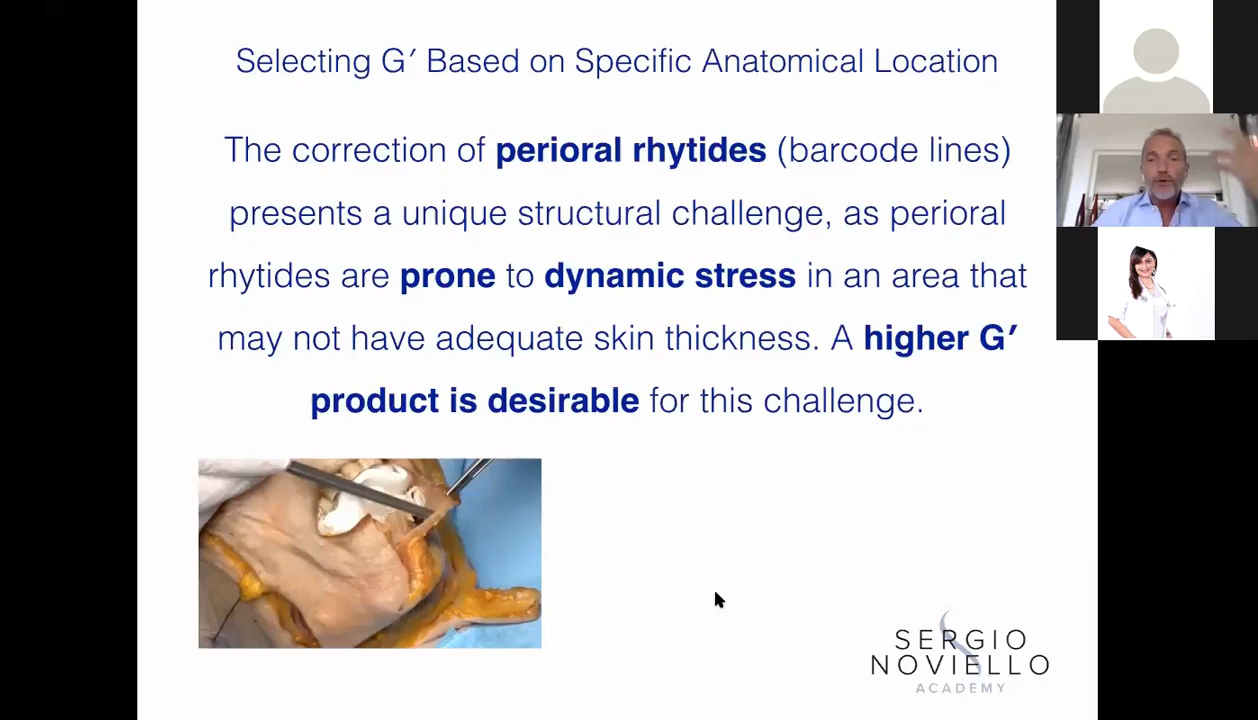 Selecting G′ Based on Specific Anatomical Location
The correction of perioral rhytides (barcode lines)
presents a unique structural challenge, as perioral
rhytides are prone to dynamic stress in an area that
may not have adequate skin thickness. A higher G′
product is desirable for this challenge.
SERGIO
NOVIELLO
ACADEMY